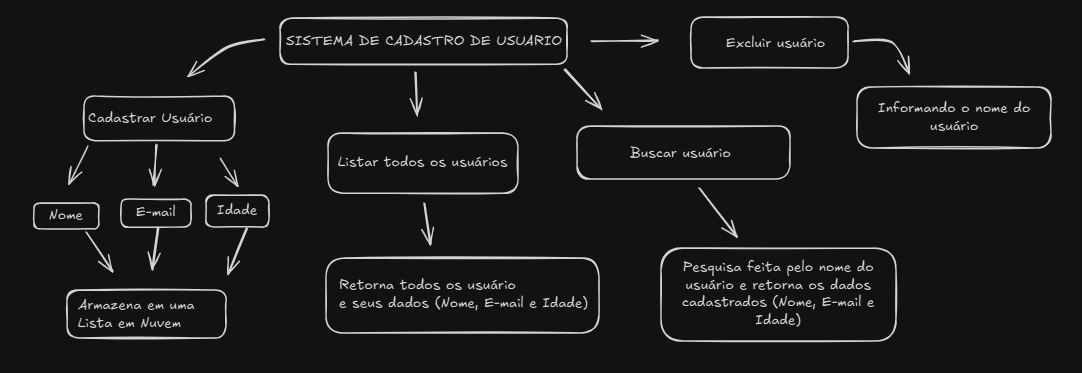 SISTEMA DE CADASTRO DE USUARIO
Excluir usuário
Informando o nome do
usuário
Cadastrar Usuário
Listar todos os usuários
Buscar usuário
Nome
E-mail
Idade
Armazena em uma
Lista em Nuvem
Retorna todos os usuário
e seus dados (Nome, E-mail e Idade)
Pesquisa feita pelo nome do
usuário e retorna os dados
cadastrados (Nome, E-mail e
Idade)